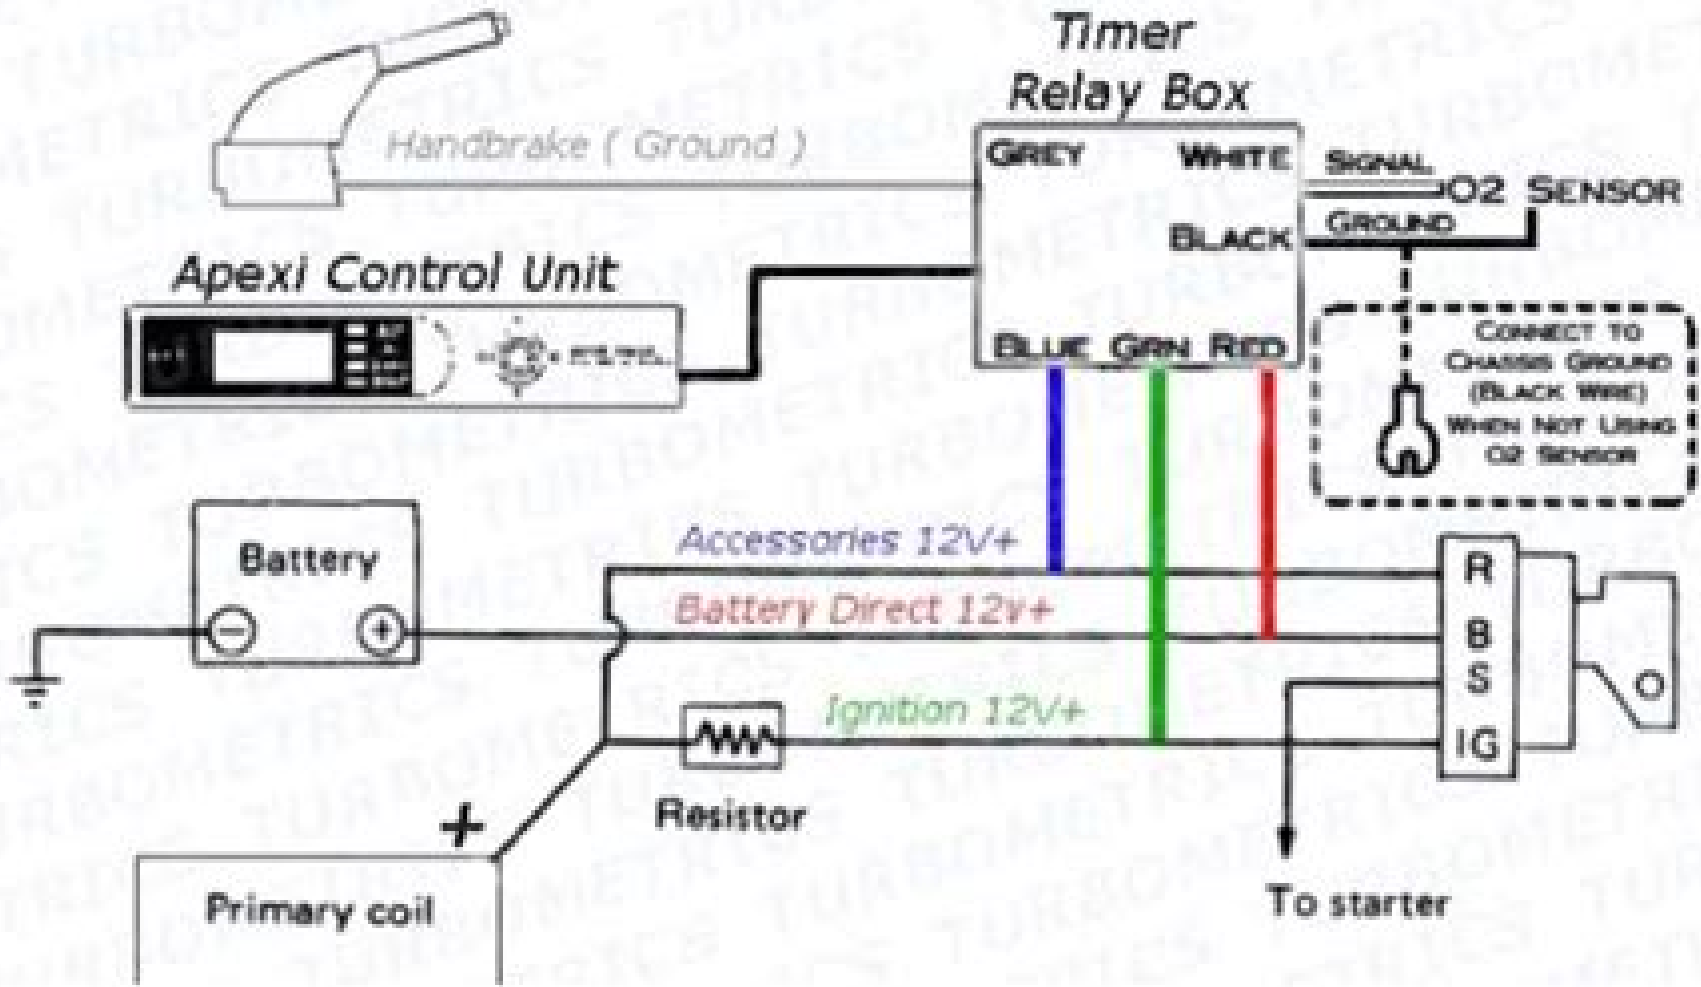 Timer
Relay Box
Handbrake ( Ground )
GREY
WHITE
SIGNAL
O2 SENSOR
GROUND
BLACK
Apexi Control Unit
BLUE
GRN
RED
CONNECT TO
CHASSIS GROUND
(BLACK WIRE)
WHEN NOT USING
O2 SENSOR
Accessories 12V+
Battery
R
Battery Direct 12v+
−
+
B
S
Ignition 12V+
IG
Resistor
+
Primary coil
To starter
TURBOMETRICS